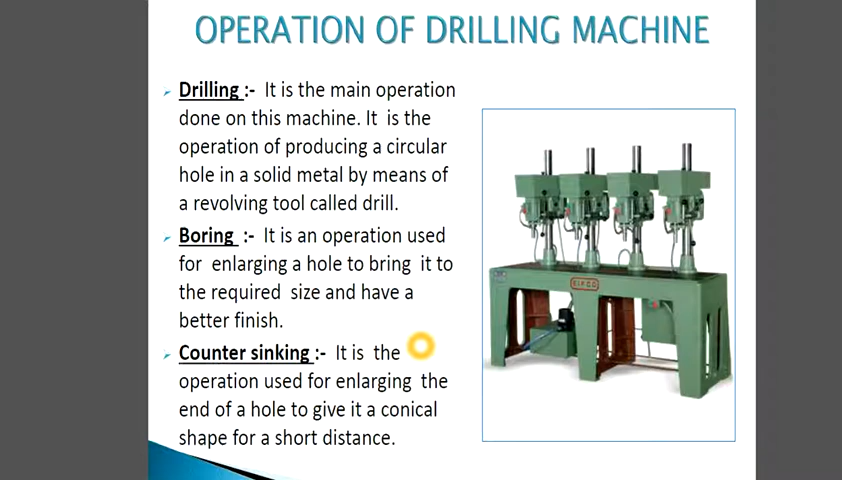 OPERATION OF DRILLING MACHINE
Drilling :- It is the main operation
done on this machine. It is the
operation of producing a circular
hole in a solid metal by means of
a revolving tool called drill.
Boring :- It is an operation used
for enlarging a hole to bring it to
the required size and have a
better finish.
Counter sinking :- It is the
operation used for enlarging the
end of a hole to give it a conical
shape for a short distance.